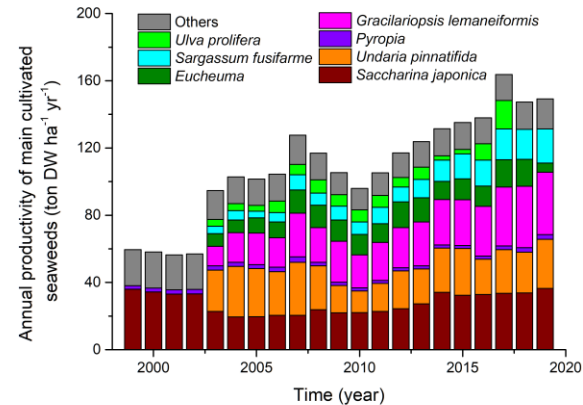 Annual productivity of main cultivated
seaweeds (ton DW ha⁻¹ yr⁻¹)
200
160
120
80
40
0
Others
Ulva prolifera
Sargassum fusifarme
Eucheuma
Gracilariopsis lemaneiformis
Pyropia
Undaria pinnatifida
Saccharina japonica
2000
2005
2010
2015
2020
Time (year)